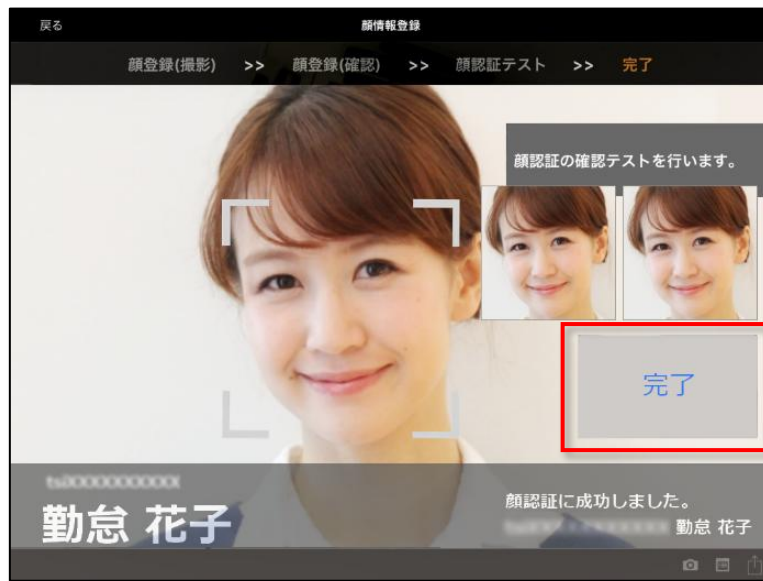 戻る
顔情報登録
顔登録(撮影) >> 顔登録(確認) >> 顔認証テスト >> 完了
顔認証の確認テストを行います。
完了
勤怠 花子
顔認証に成功しました。
勤怠 花子